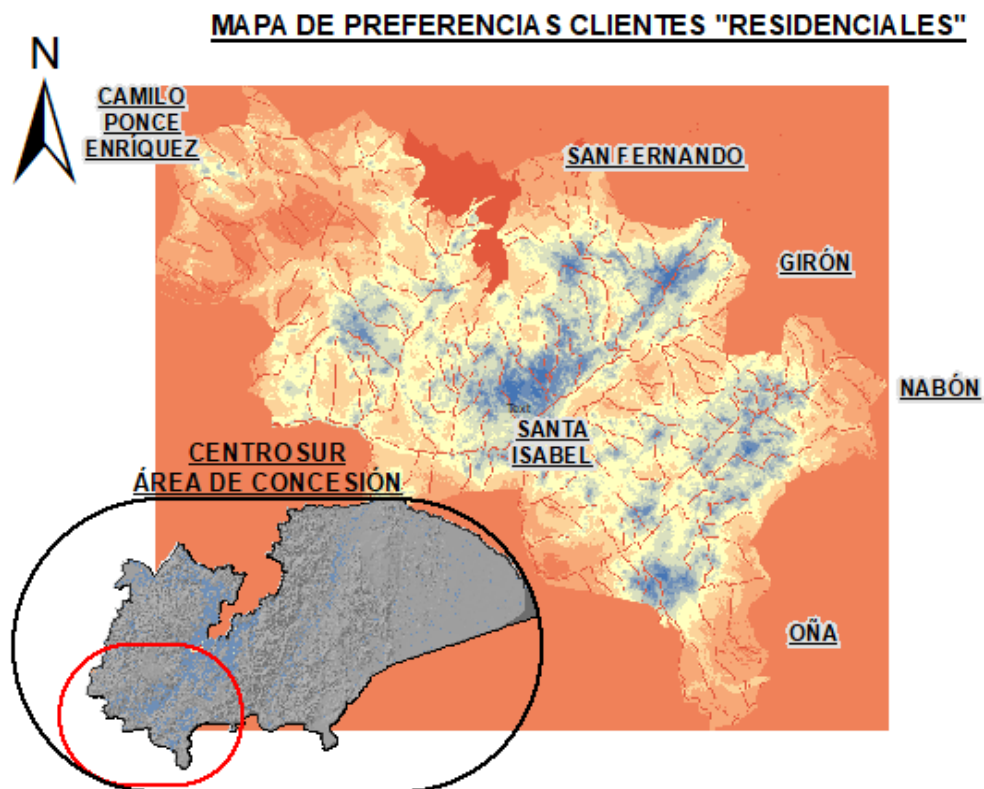 MAPA DE PREFERENCIAS CLIENTES "RESIDENCIALES"
N
CAMILO
PONCE
ENRÍQUEZ
SAN FERNANDO
GIRÓN
NABÓN
Text
SANTA
ISABEL
CENTROSUR
ÁREA DE CONCESIÓN
OÑA